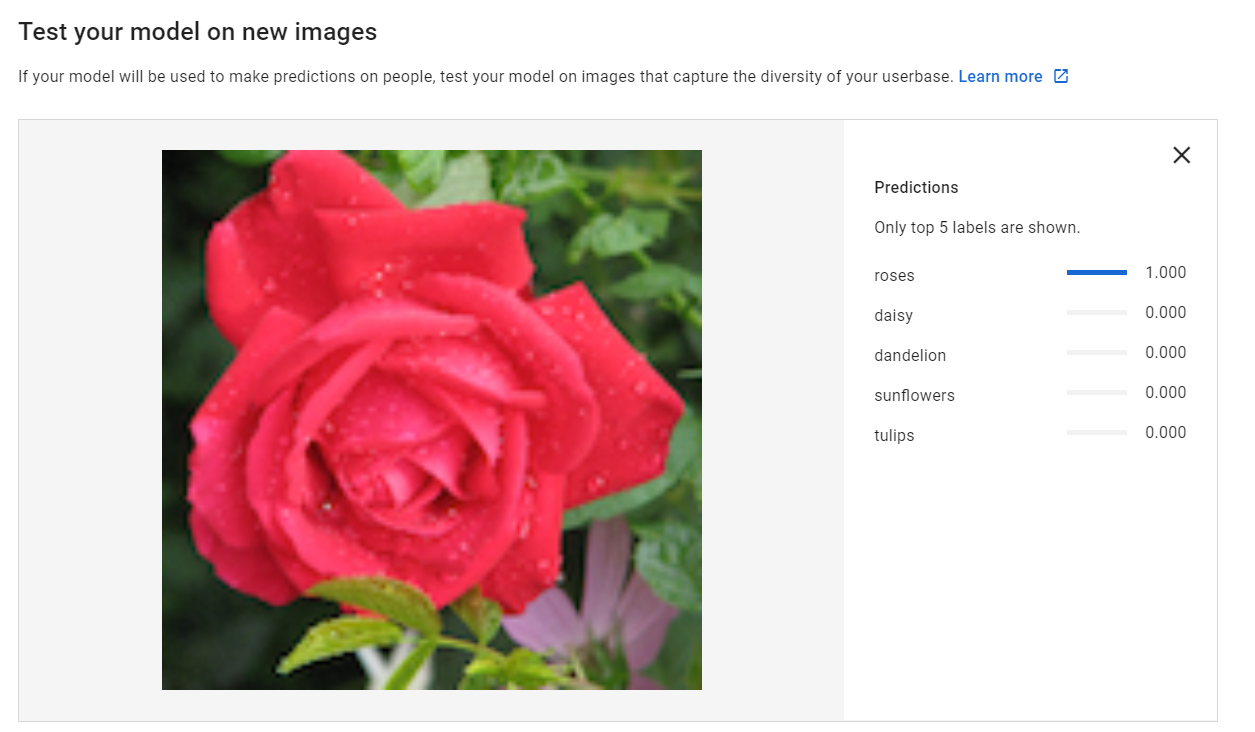 Test your model on new images
If your model will be used to make predictions on people, test your model on images that capture the diversity of your userbase. Learn more
Predictions
Only top 5 labels are shown.
roses 1.000
daisy 0.000
dandelion 0.000
sunflowers 0.000
tulips 0.000